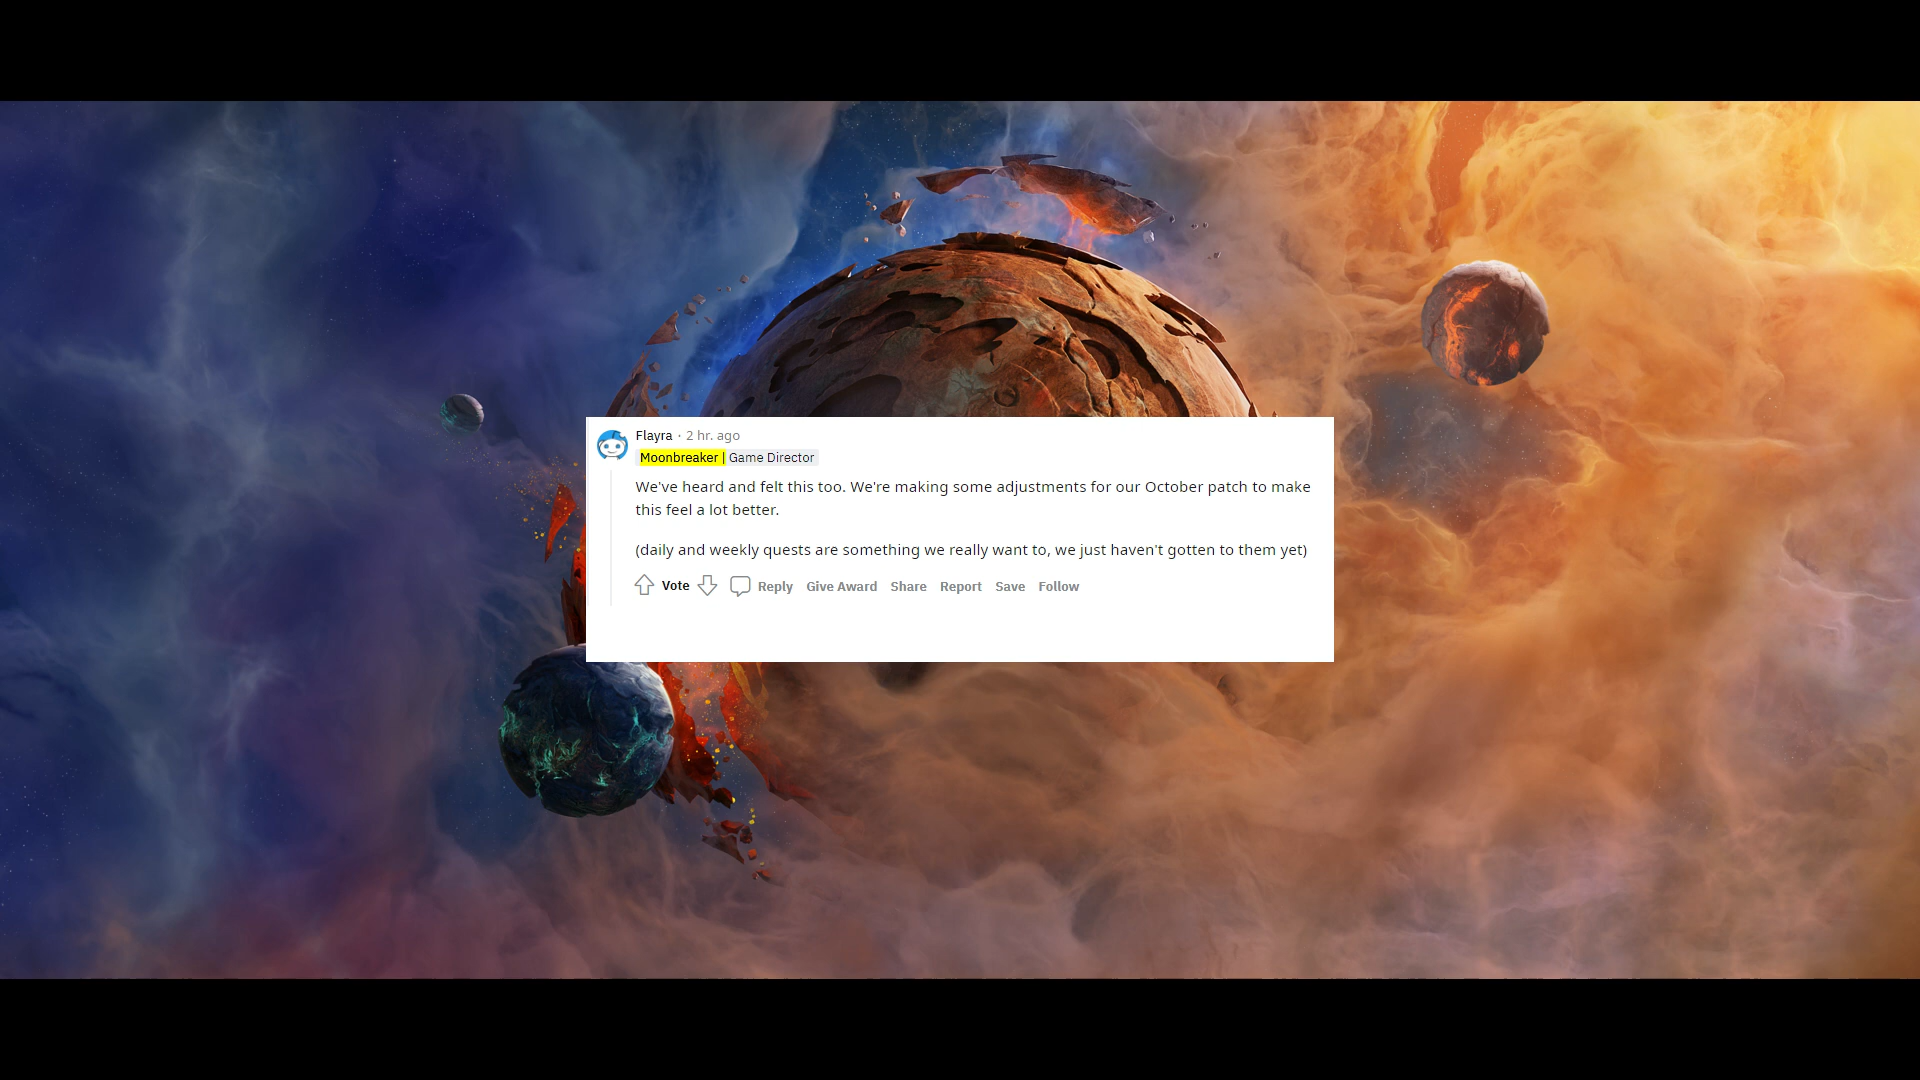 Flayra · 2 hr. ago
Moonbreaker | Game Director
We've heard and felt this too. We're making some adjustments for our October patch to make
this feel a lot better.
(daily and weekly quests are something we really want to, we just haven't gotten to them yet)
Vote Reply Give Award Share Report Save Follow